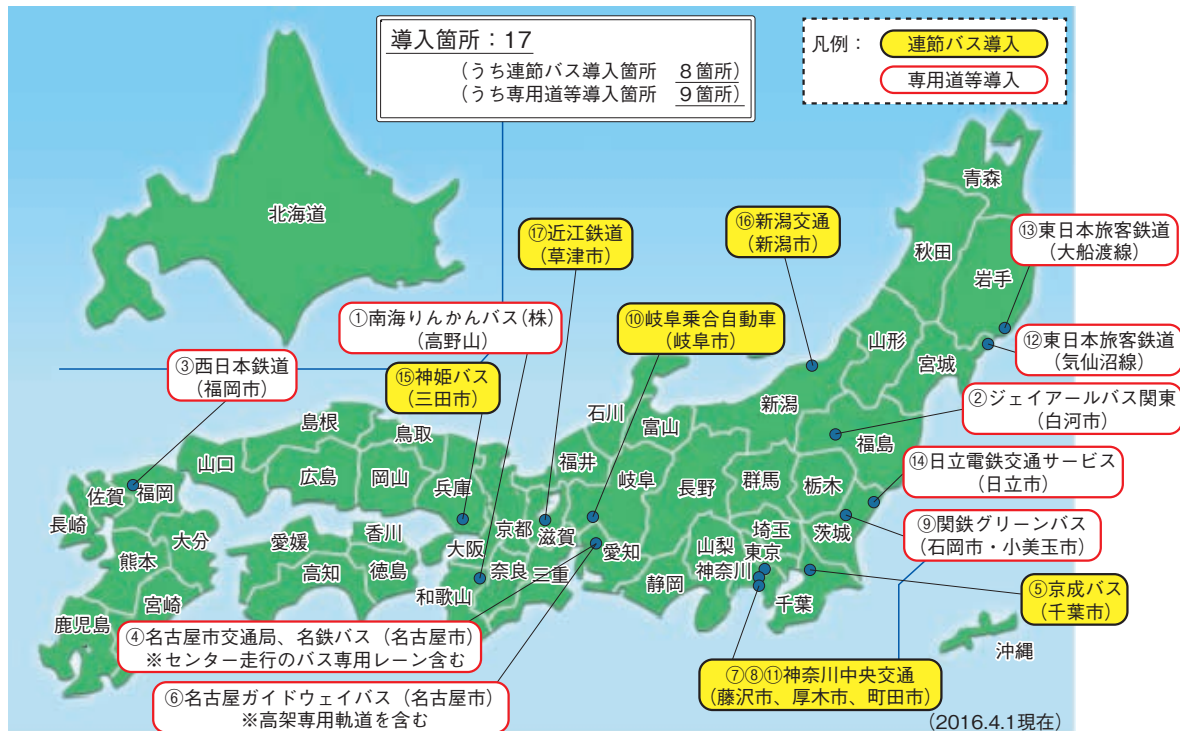 導入箇所：17
（うち連節バス導入箇所　8箇所）
（うち専用道等導入箇所　9箇所）
凡例：
連節バス導入
専用道等導入
北海道
青森
秋田
岩手
山形
宮城
新潟
福島
石川
富山
福井
岐阜
長野
群馬
栃木
茨城
埼玉
山梨
東京
神奈川
千葉
静岡
愛知
滋賀
京都
三重
奈良
大阪
和歌山
兵庫
鳥取
島根
岡山
広島
山口
香川
愛媛
徳島
高知
福岡
佐賀
長崎
大分
熊本
宮崎
鹿児島
沖縄
⑰近江鉄道
（草津市）
⑯新潟交通
（新潟市）
⑬東日本旅客鉄道
（大船渡線）
①南海りんかんバス(株)
（高野山）
⑩岐阜乗合自動車
（岐阜市）
⑫東日本旅客鉄道
（気仙沼線）
③西日本鉄道
（福岡市）
⑮神姫バス
（三田市）
②ジェイアールバス関東
（白河市）
⑭日立電鉄交通サービス
（日立市）
⑨関鉄グリーンバス
（石岡市・小美玉市）
⑤京成バス
（千葉市）
④名古屋市交通局、名鉄バス（名古屋市）
※センター走行のバス専用レーン含む
⑦⑧⑪神奈川中央交通
（藤沢市、厚木市、町田市）
⑥名古屋ガイドウェイバス（名古屋市）
※高架専用軌道を含む
（2016.4.1現在）